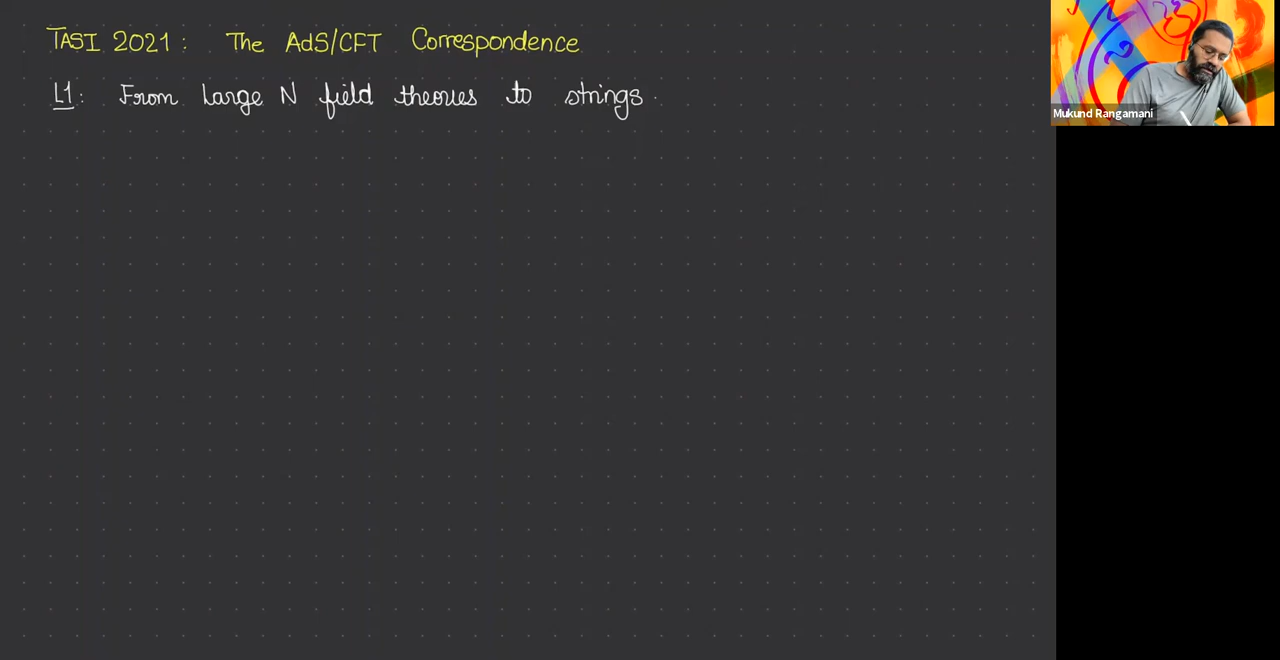 TASI 2021: The AdS/CFT Correspondence
L1: From Large N field theories to strings.
Mukund Rangamani